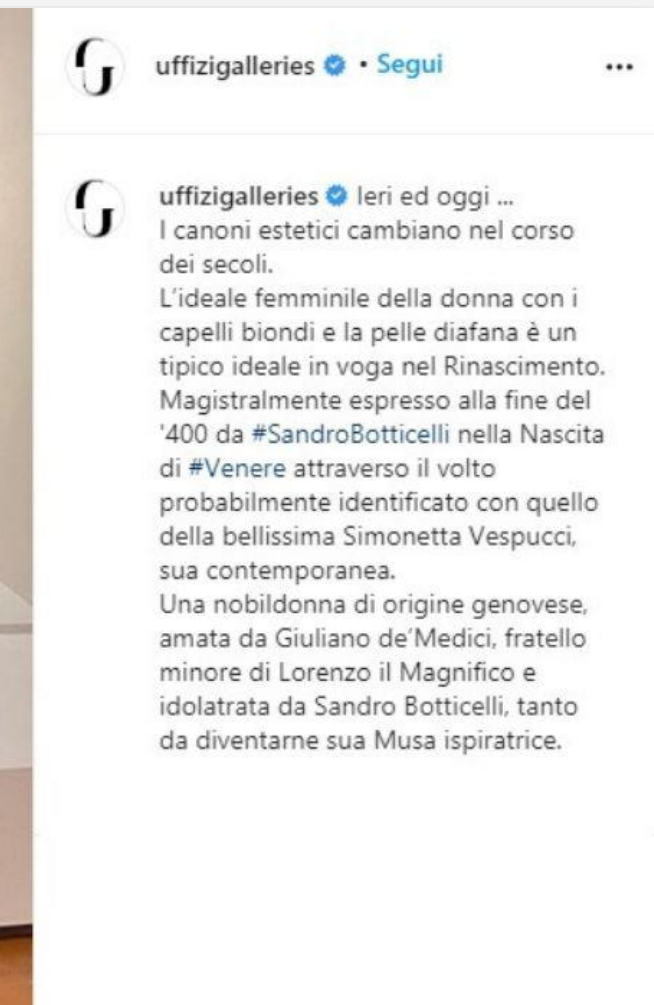 uffizigalleries • Segui
uffizigalleries Ieri ed oggi ...
I canoni estetici cambiano nel corso
dei secoli.
L'ideale femminile della donna con i
capelli biondi e la pelle diafana è un
tipico ideale in voga nel Rinascimento.
Magistralmente espresso alla fine del
'400 da #SandroBotticelli nella Nascita
di #Venere attraverso il volto
probabilmente identificato con quello
della bellissima Simonetta Vespucci,
sua contemporanea.
Una nobildonna di origine genovese,
amata da Giuliano de'Medici, fratello
minore di Lorenzo il Magnifico e
idolatrata da Sandro Botticelli, tanto
da diventarne sua Musa ispiratrice.